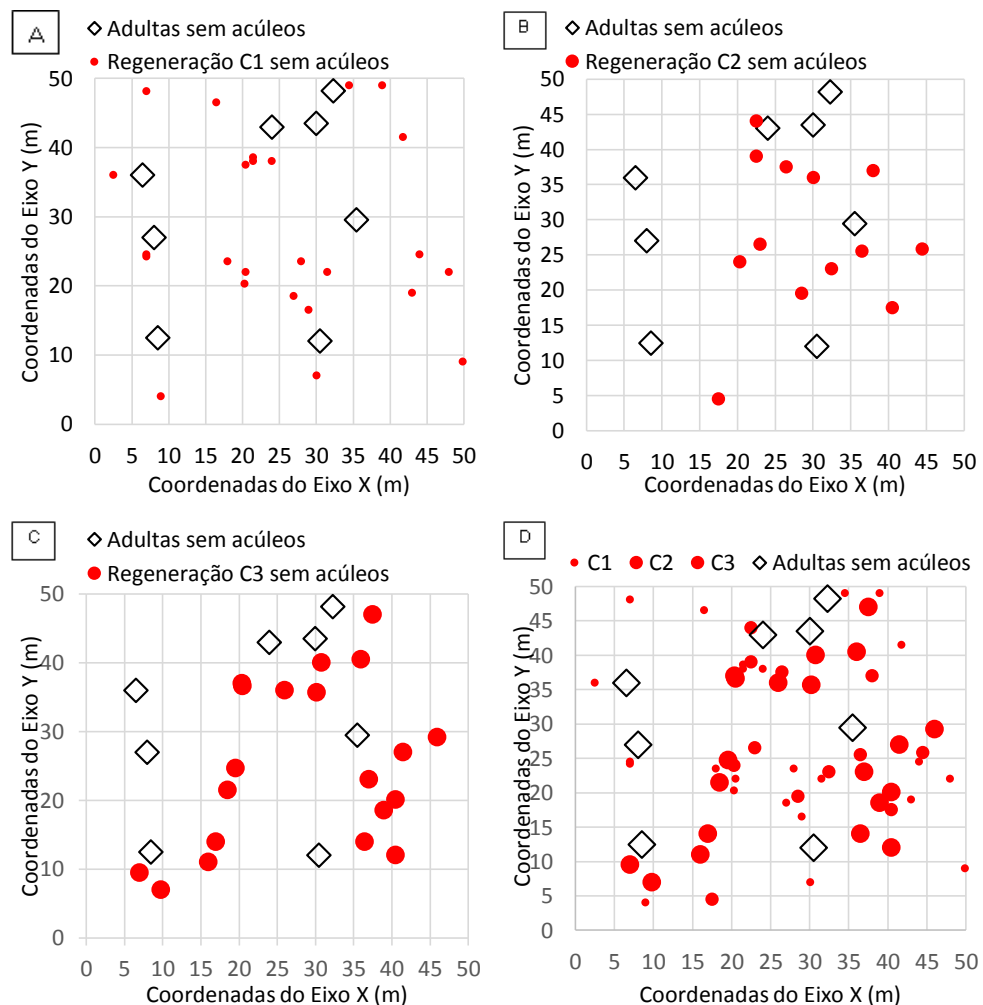 A
Adultas sem acúleos
Regeneração C1 sem acúleos
Coordenadas do Eixo Y (m)
50
40
30
20
10
0
0 5 10 15 20 25 30 35 40 45 50
Coordenadas do Eixo X (m)
B
Adultas sem acúleos
Regeneração C2 sem acúleos
Coordenadas do Eixo Y (m)
50
45
40
35
30
25
20
15
10
5
0
0 5 10 15 20 25 30 35 40 45 50
Coordenadas do Eixo X (m)
C
Adultas sem acúleos
Regeneração C3 sem acúleos
Coordenadas do Eixo Y (m)
50
40
30
20
10
0
0 5 10 15 20 25 30 35 40 45 50
Coordenadas do Eixo X (m)
D
C1 C2 C3 Adultas sem acúleos
Coordenadas do Eixo Y (m)
50
45
40
35
30
25
20
15
10
5
0
0 10 20 30 40 50
Coordenadas do Eixo X (m)